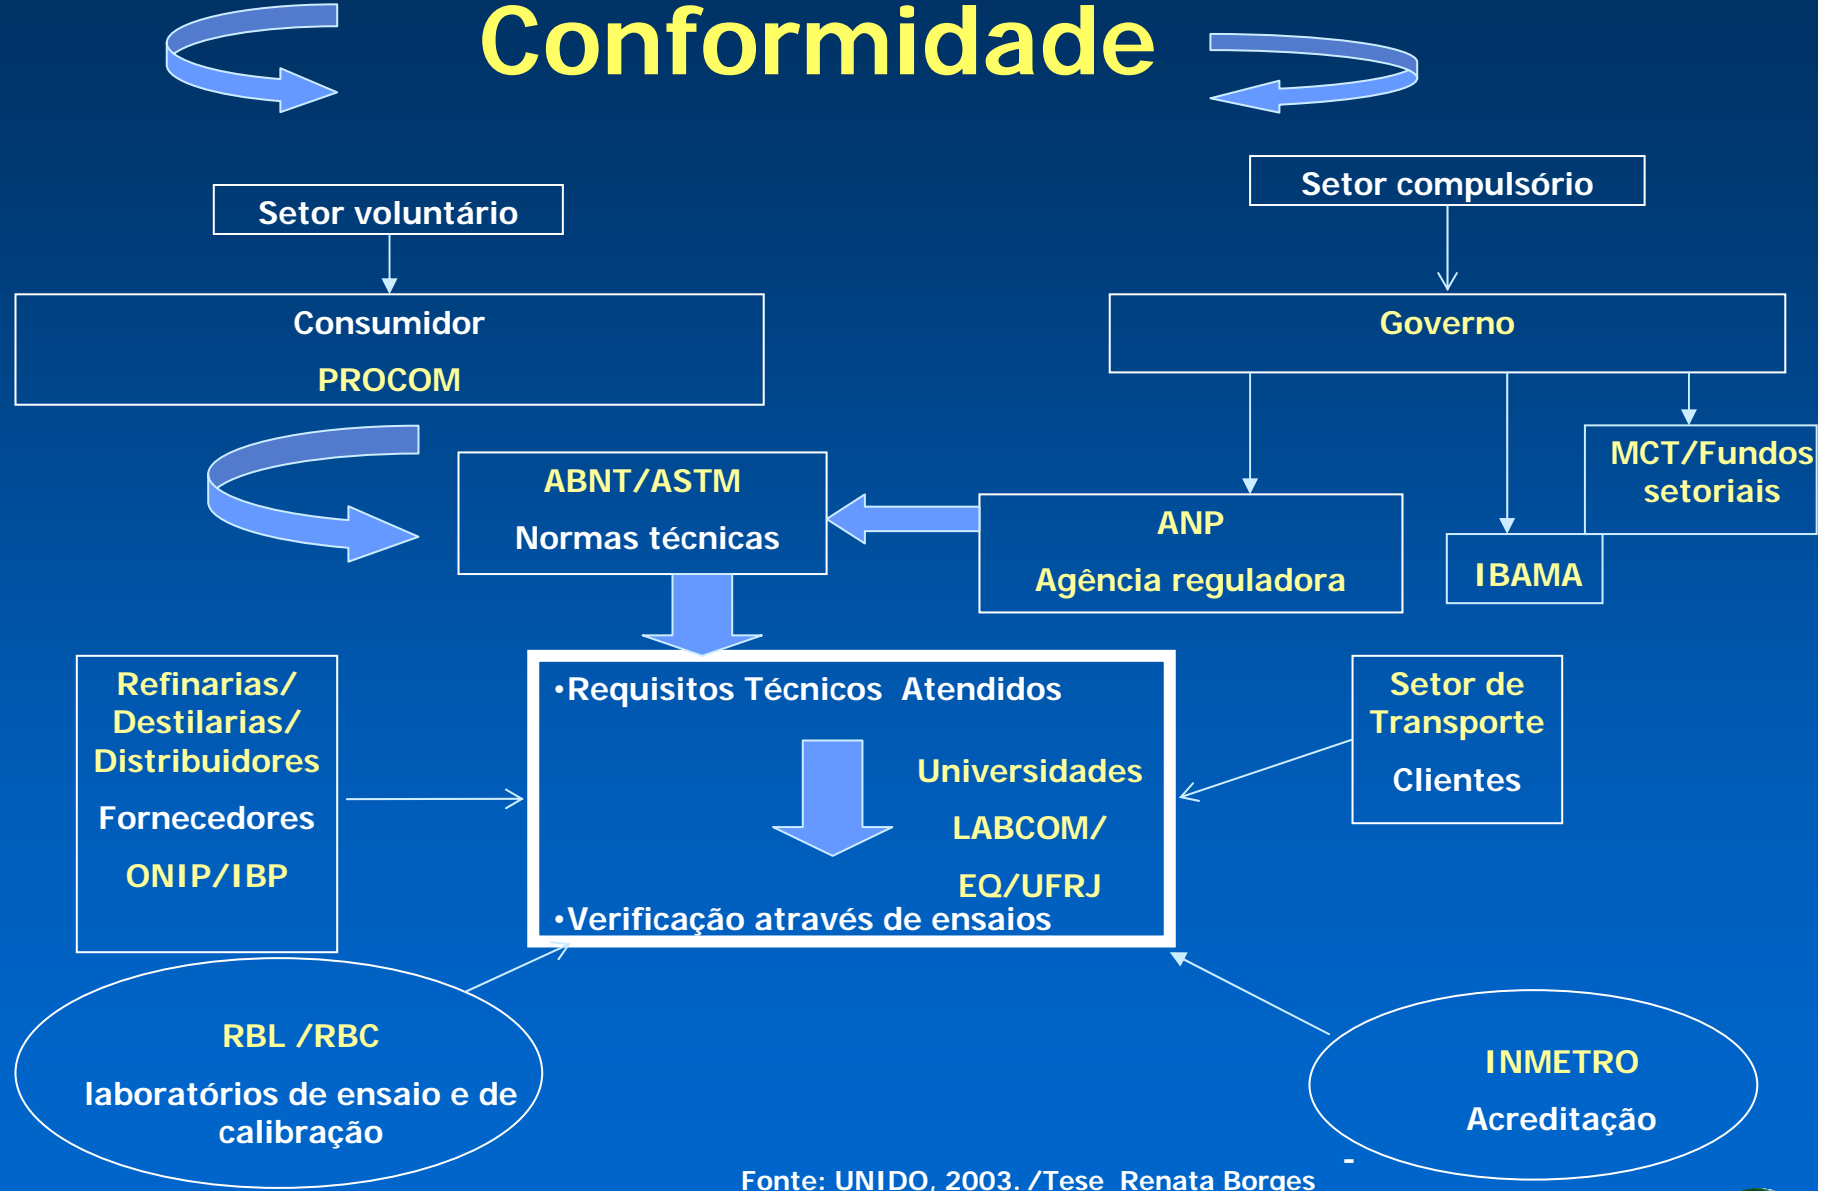 Conformidade
Setor voluntário
Setor compulsório
Consumidor
PROCOM
Governo
ABNT/ASTM
Normas técnicas
ANP
Agência reguladora
MCT/Fundos
setoriais
IBAMA
Refinarias/
Destilarias/
Distribuidores
Fornecedores
ONIP/IBP
•Requisitos Técnicos Atendidos
Universidades
LABCOM/
EQ/UFRJ
•Verificação através de ensaios
Setor de
Transporte
Clientes
RBL /RBC
laboratórios de ensaio e de
calibração
INMETRO
Acreditação
-
Fonte: UNIDO, 2003. /Tese Renata Borges